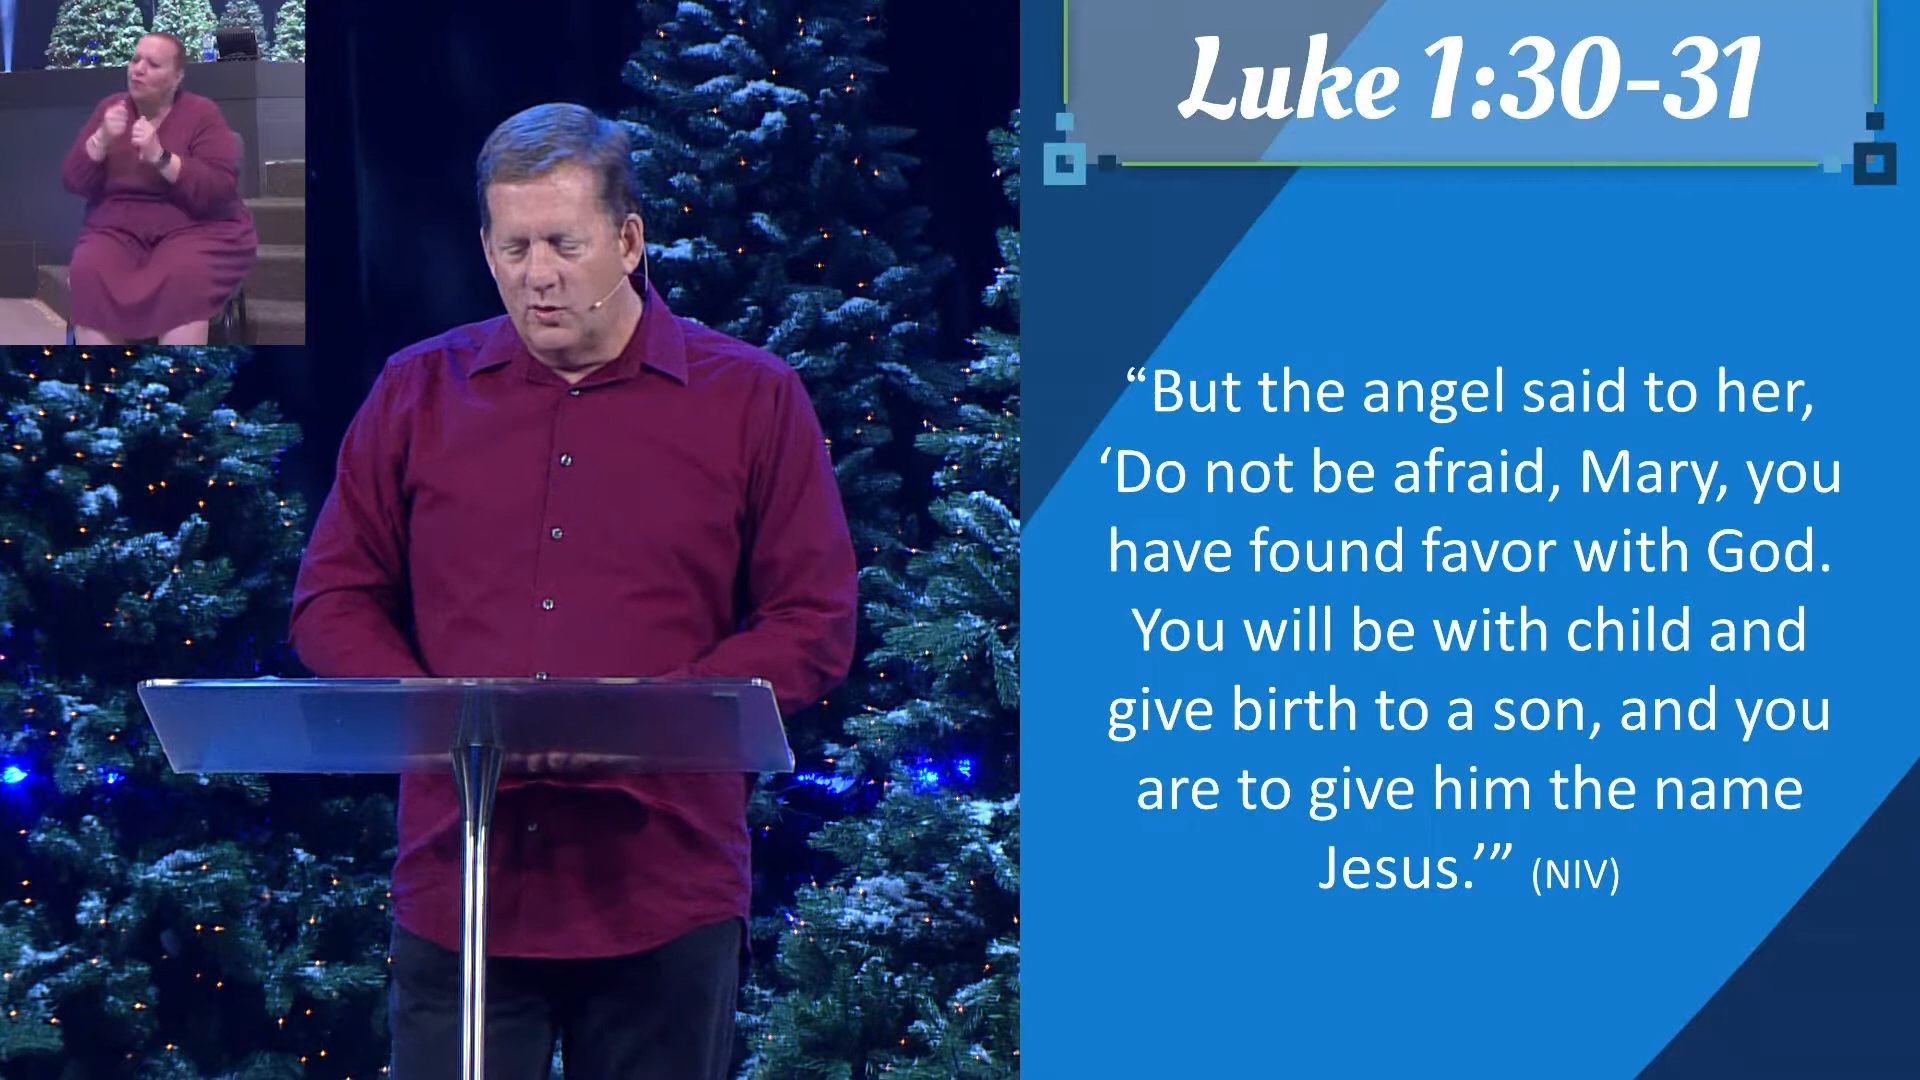 Luke 1:30-31
“But the angel said to her,
‘Do not be afraid, Mary, you
have found favor with God.
You will be with child and
give birth to a son, and you
are to give him the name
Jesus.’” (NIV)